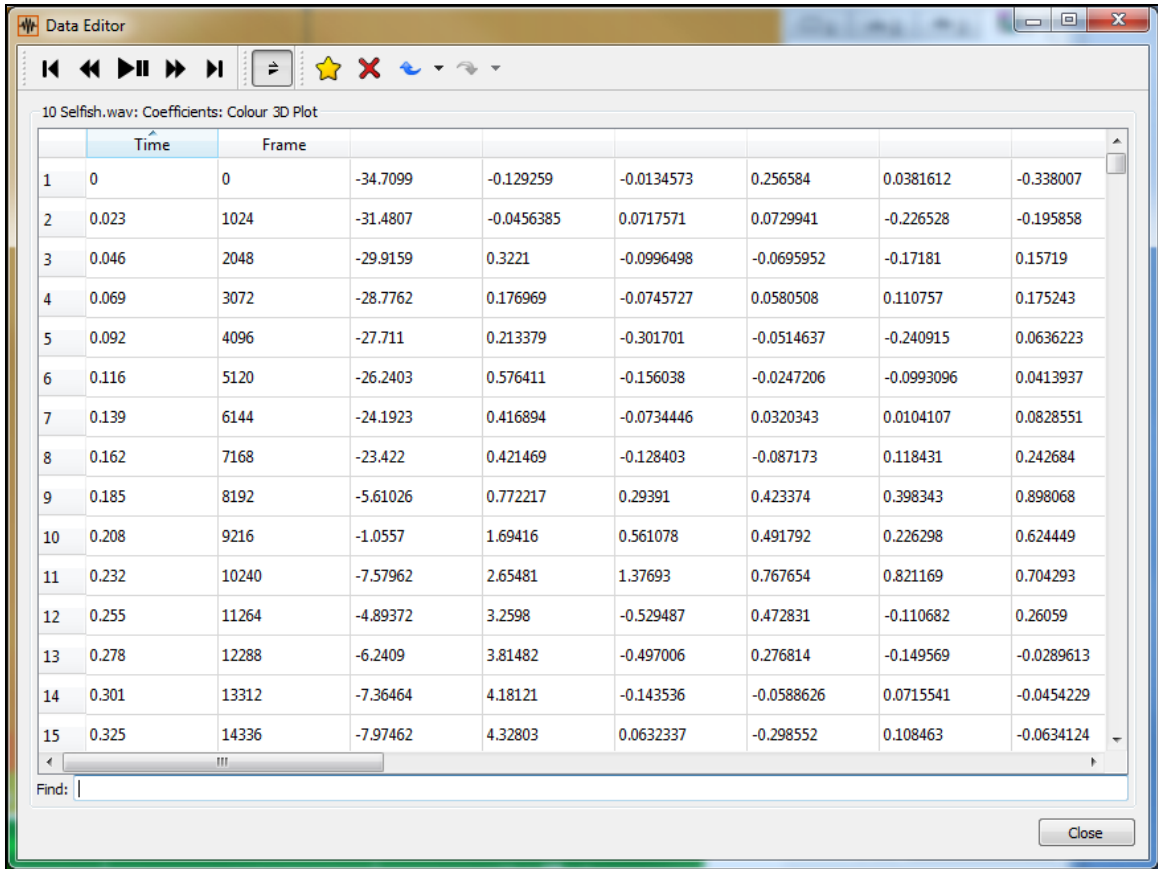 Data Editor
10 Selfish.wav: Coefficients: Colour 3D Plot
Time Frame
1 0 0 -34.7099 -0.129259 -0.0134573 0.256584 0.0381612 -0.338007
2 0.023 1024 -31.4807 -0.0456385 0.0717571 0.0729941 -0.226528 -0.195858
3 0.046 2048 -29.9159 0.3221 -0.0996498 -0.0695952 -0.17181 0.15719
4 0.069 3072 -28.7762 0.176969 -0.0745727 0.0580508 0.110757 0.175243
5 0.092 4096 -27.711 0.213379 -0.301701 -0.0514637 -0.240915 0.0636223
6 0.116 5120 -26.2403 0.576411 -0.156038 -0.0247206 -0.0993096 0.0413937
7 0.139 6144 -24.1923 0.416894 -0.0734446 0.0320343 0.0104107 0.0828551
8 0.162 7168 -23.422 0.421469 -0.128403 -0.087173 0.118431 0.242684
9 0.185 8192 -5.61026 0.772217 0.29391 0.423374 0.398343 0.898068
10 0.208 9216 -1.0557 1.69416 0.561078 0.491792 0.226298 0.624449
11 0.232 10240 -7.57962 2.65481 1.37693 0.767654 0.821169 0.704293
12 0.255 11264 -4.89372 3.2598 -0.529487 0.472831 -0.110682 0.26059
13 0.278 12288 -6.2409 3.81482 -0.497006 0.276814 -0.149569 -0.0289613
14 0.301 13312 -7.36464 4.18121 -0.143536 -0.0588626 0.0715541 -0.0454229
15 0.325 14336 -7.97462 4.32803 0.0632337 -0.298552 0.108463 -0.0634124
Find:
Close